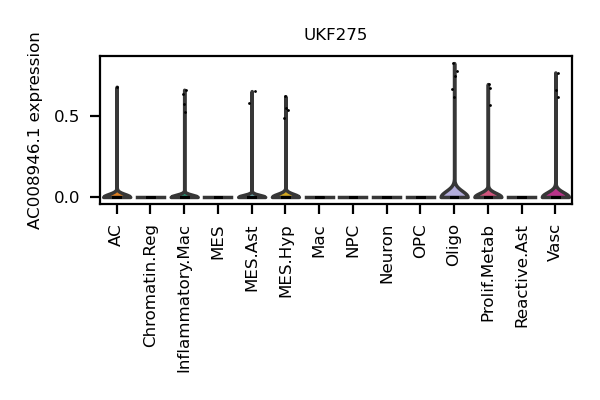 UKF275
AC008946.1 expression
0.5
0.0
AC
Chromatin.Reg
Inflammatory.Mac
MES
MES.Ast
MES.Hyp
Mac
NPC
Neuron
OPC
Oligo
Prolif.Metab
Reactive.Ast
Vasc